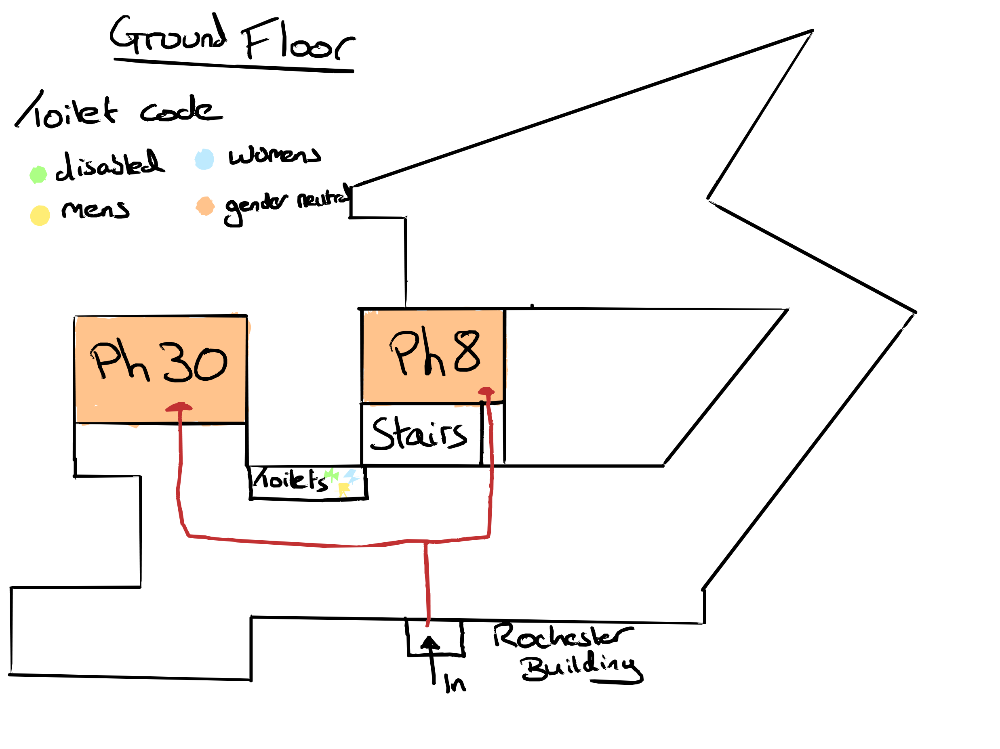 Ground Floor
Toilet code
disabled
womens
mens
gender neutral
Ph 30
Ph 8
Stairs
Toilets
Rochester
Building
In